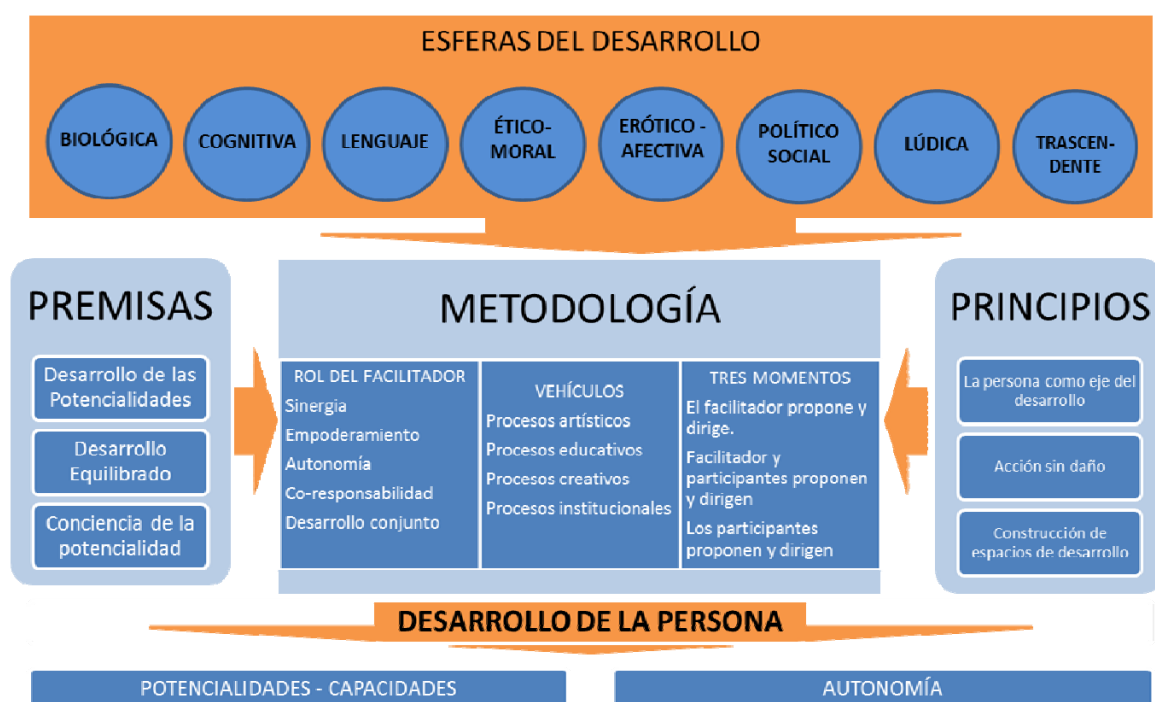 ESFERAS DEL DESARROLLO
BIOLÓGICA
COGNITIVA
LENGUAJE
ÉTICO-
MORAL
ERÓTICO -
AFECTIVA
POLÍTICO
SOCIAL
LÚDICA
TRASCEN-
DENTE
PREMISAS
Desarrollo de las
Potencialidades
Desarrollo
Equilibrado
Conciencia de la
potencialidad
METODOLOGÍA
ROL DEL FACILITADOR
Sinergia
Empoderamiento
Autonomía
Co-responsabilidad
Desarrollo conjunto
VEHÍCULOS
Procesos artísticos
Procesos educativos
Procesos creativos
Procesos institucionales
TRES MOMENTOS
El facilitador propone y
dirige.
Facilitador y
participantes proponen
y dirigen
Los participantes
proponen y dirigen
PRINCIPIOS
La persona como eje del
desarrollo
Acción sin daño
Construcción de
espacios de desarrollo
DESARROLLO DE LA PERSONA
POTENCIALIDADES - CAPACIDADES
AUTONOMÍA